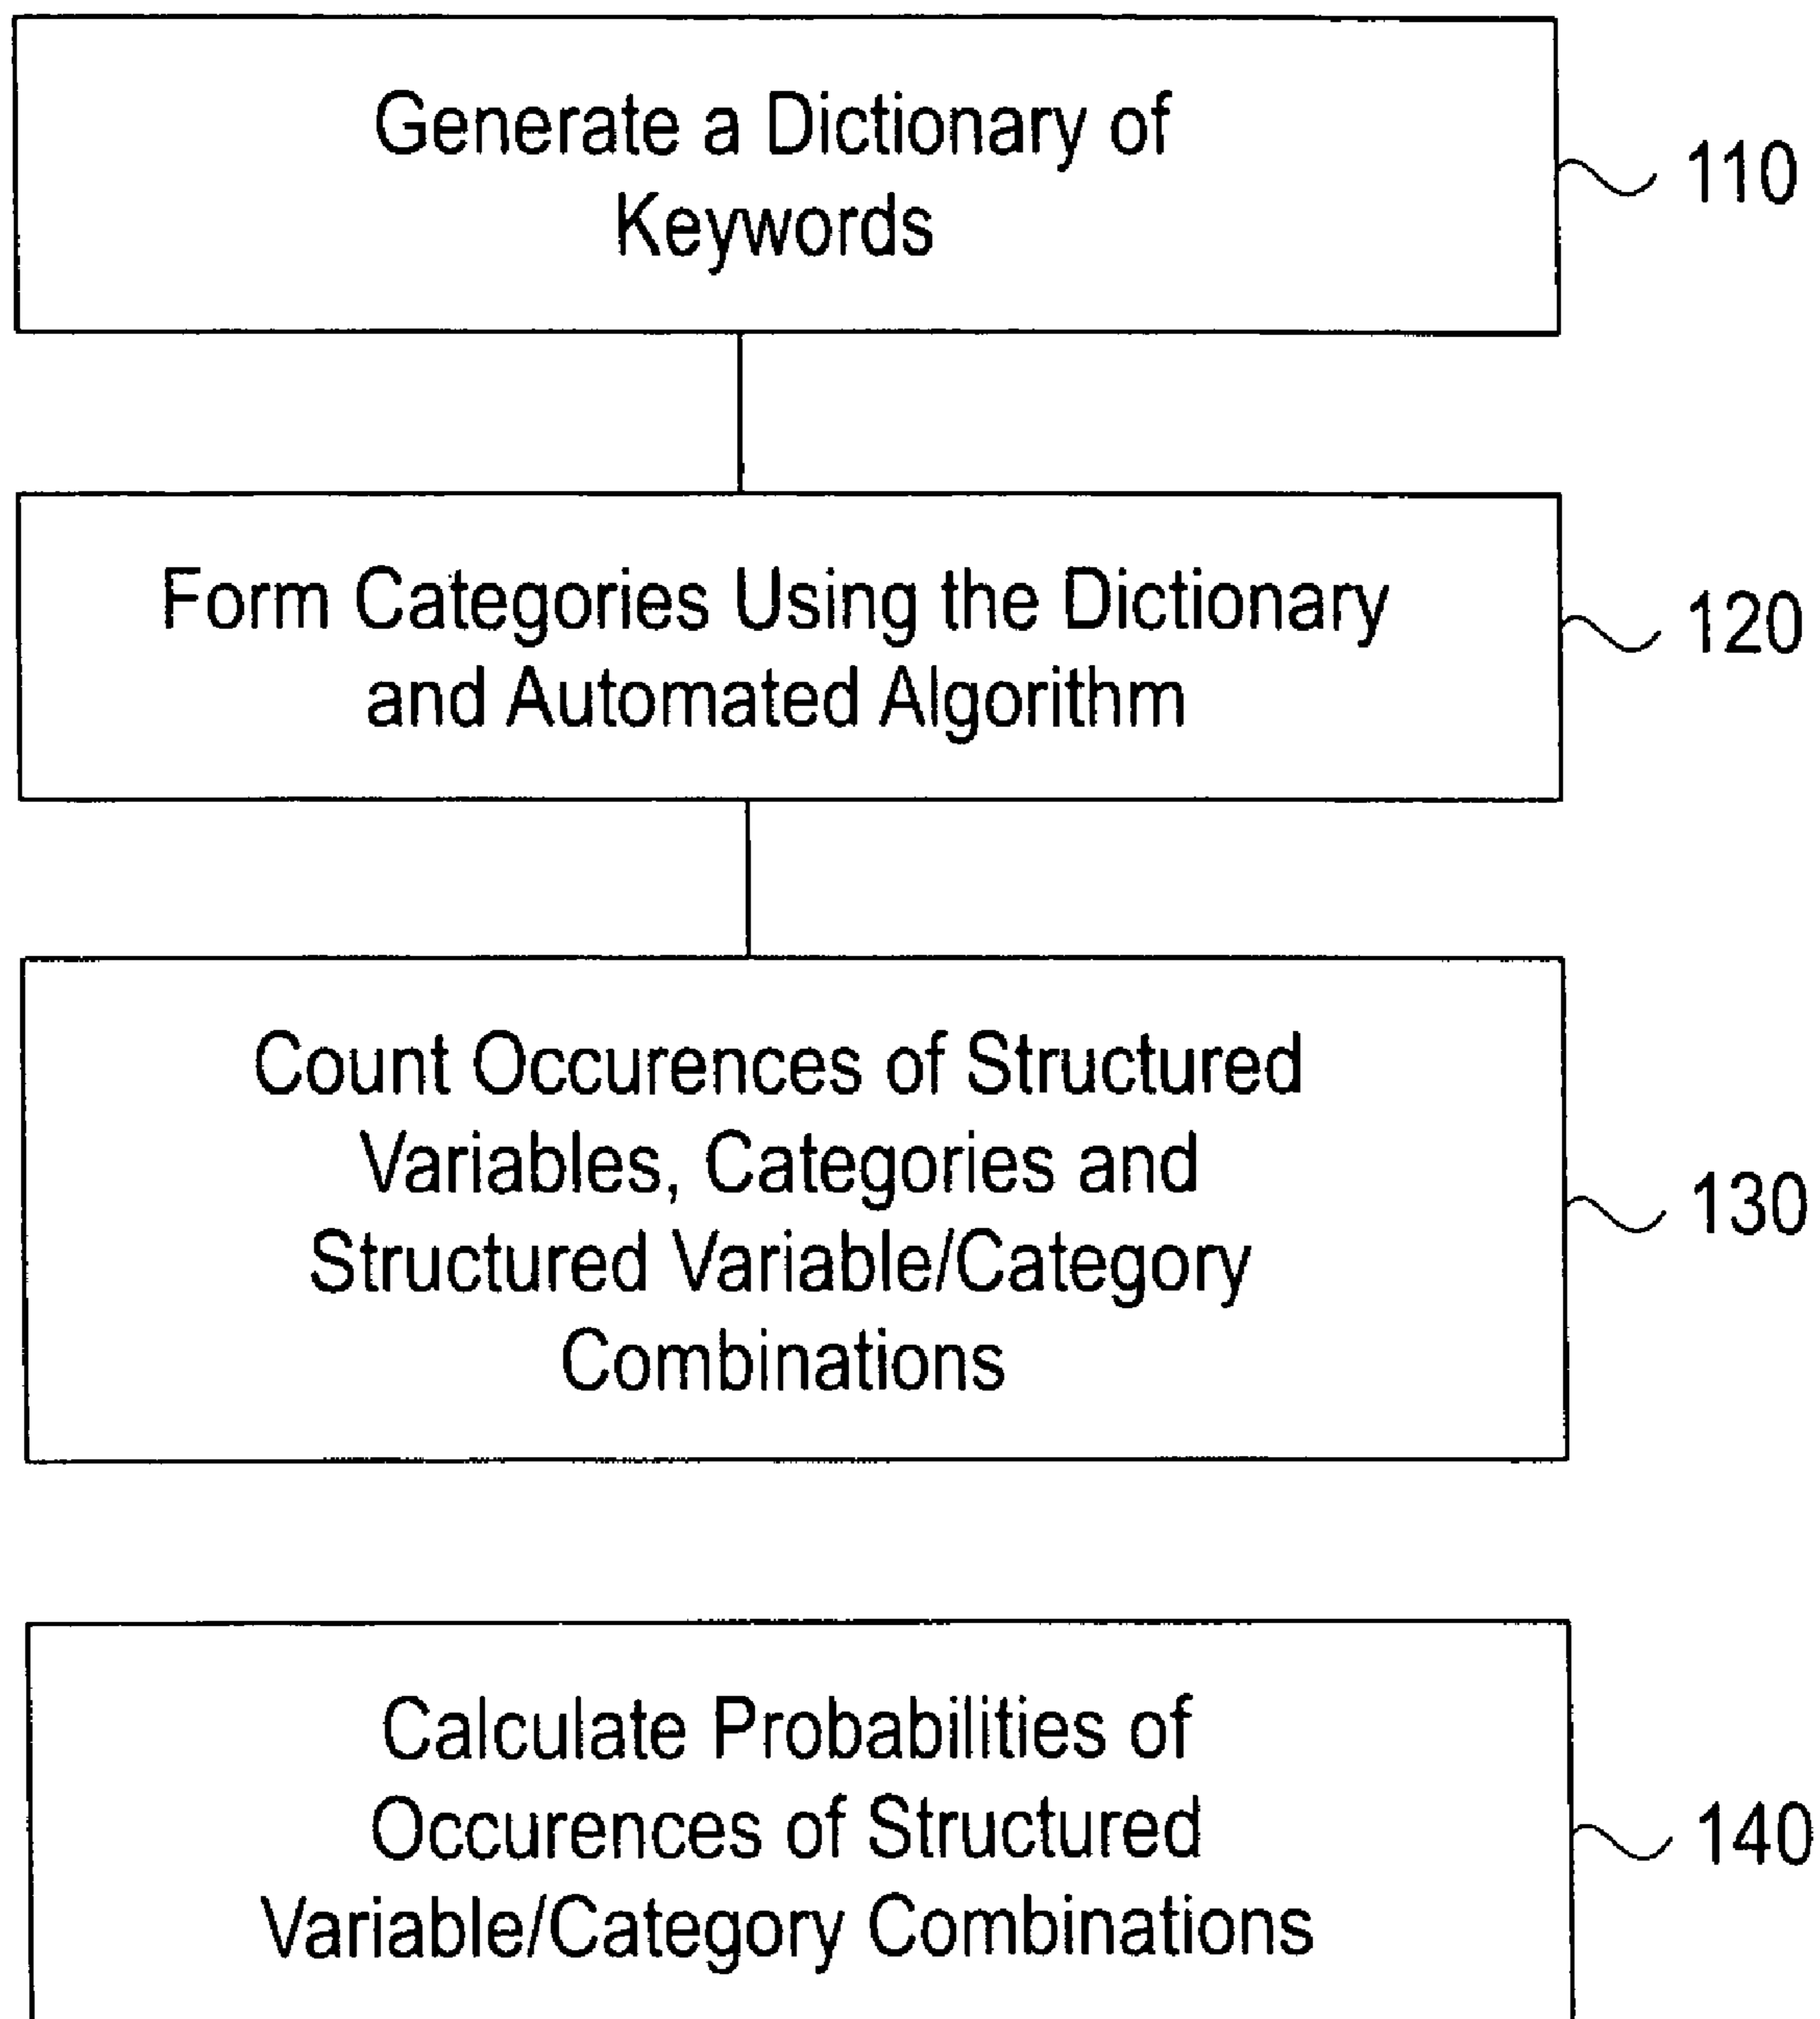 Generate a Dictionary of
Keywords
110
Form Categories Using the Dictionary
and Automated Algorithm
120
Count Occurences of Structured
Variables, Categories and
Structured Variable/Category
Combinations
130
Calculate Probabilities of
Occurences of Structured
Variable/Category Combinations
140